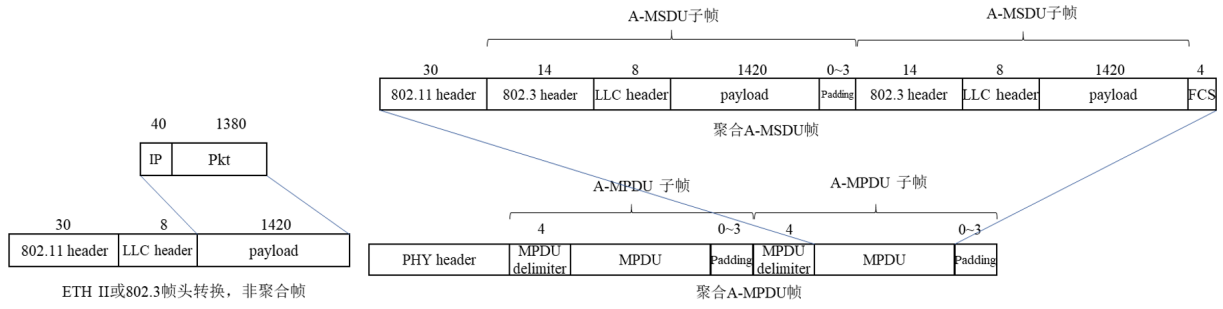 A-MSDU子帧 A-MSDU子帧
30 14 8 1420 0~3 14 8 1420 4
802.11 header 802.3 header LLC header payload Padding 802.3 header LLC header payload FCS
聚合A-MSDU帧
40 1380
IP Pkt
30 8 1420
802.11 header LLC header payload
ETH II或802.3帧头转换，非聚合帧
A-MPDU 子帧 A-MPDU 子帧
4 0~3 4 0~3
PHY header MPDU delimiter MPDU Padding MPDU delimiter MPDU Padding
聚合A-MPDU帧